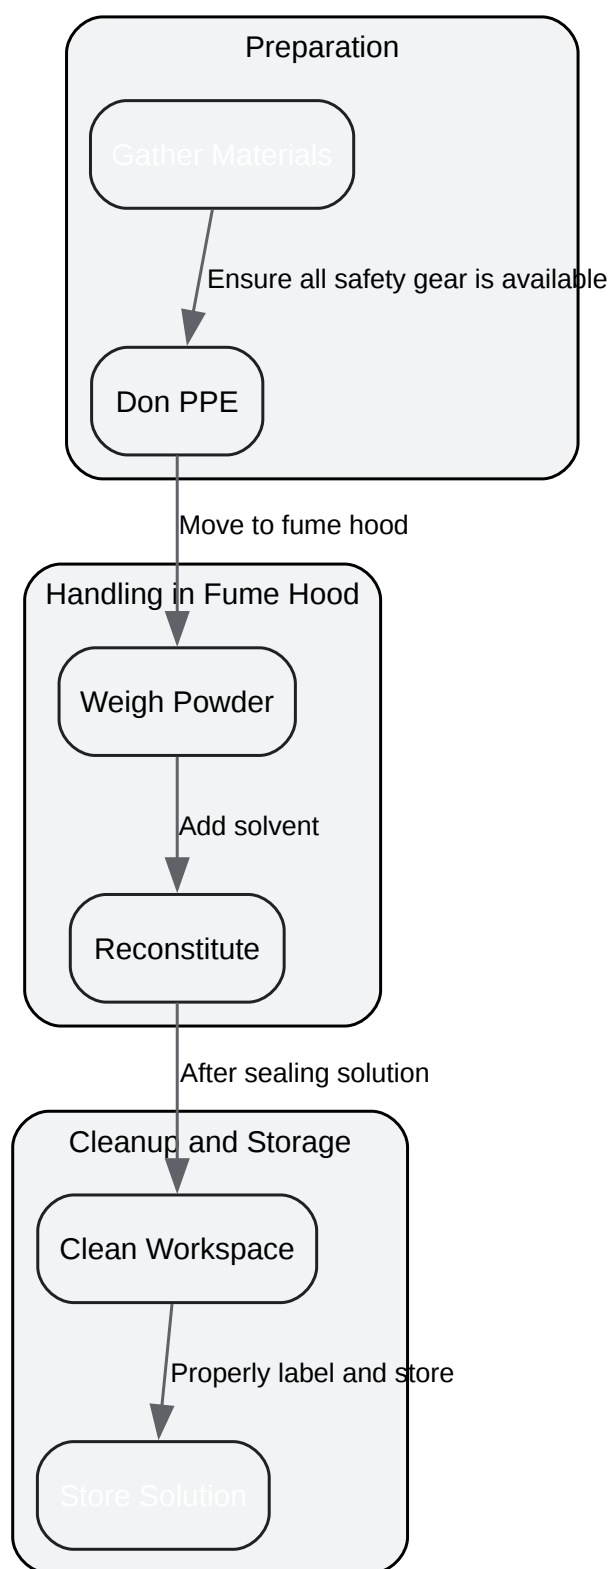 Preparation
Gather Materials
Ensure all safety gear is available
Don PPE
Move to fume hood
Handling in Fume Hood
Weigh Powder
Add solvent
Reconstitute
After sealing solution
Cleanup and Storage
Clean Workspace
Properly label and store
Store Solution